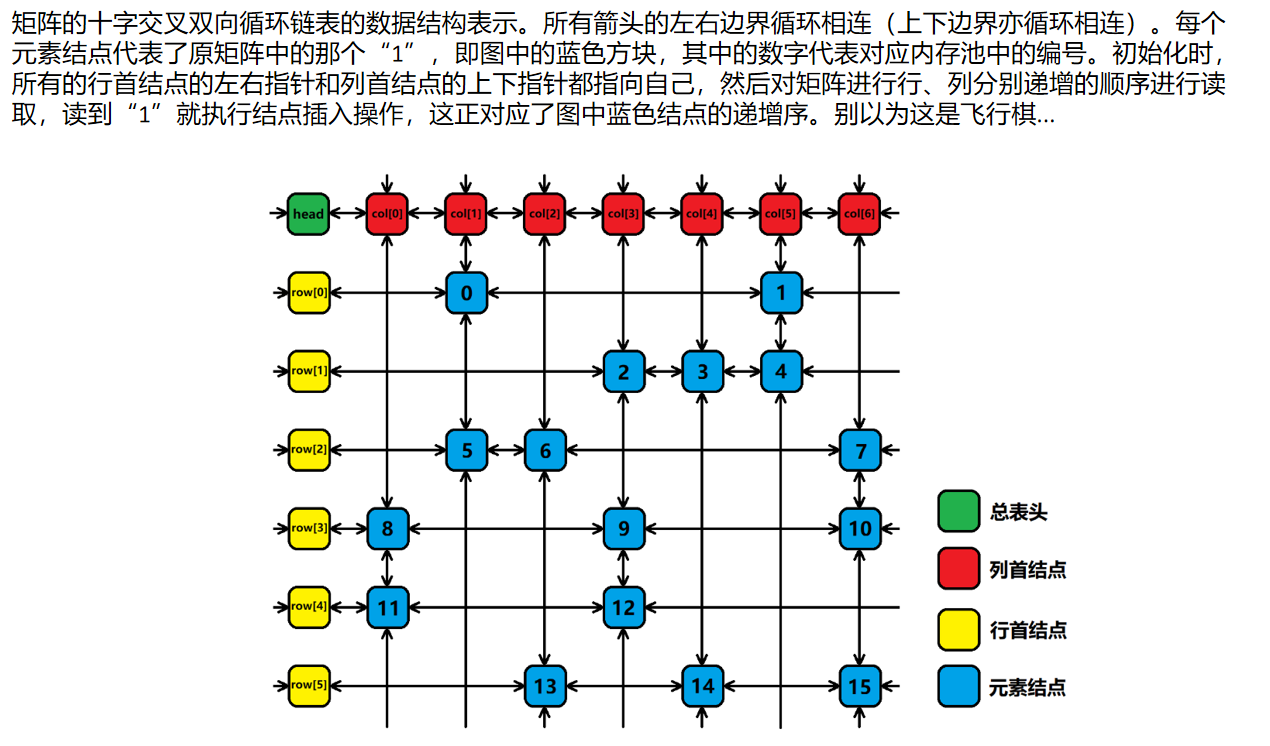 矩阵的十字交叉双向循环链表的数据结构表示。所有箭头的左右边界循环相连（上下边界亦循环相连）。每个
元素结点代表了原矩阵中的那个“1”，即图中的蓝色方块，其中的数字代表对应内存池中的编号。初始化时，
所有的行首结点的左右指针和列首结点的上下指针都指向自己，然后对矩阵进行行、列分别递增的顺序进行读
取，读到“1”就执行结点插入操作，这正对应了图中蓝色结点的递增序。别以为这是飞行棋...
head col[0] col[1] col[2] col[3] col[4] col[5] col[6]
row[0] 0 1
row[1] 2 3 4
row[2] 5 6 7
row[3] 8 9 10
row[4] 11 12
row[5] 13 14 15
总表头
列首结点
行首结点
元素结点